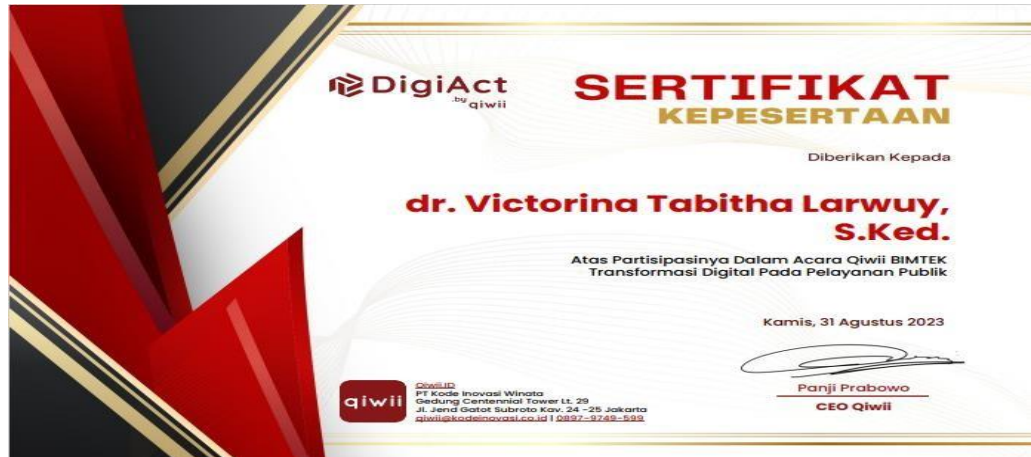 DigiAct
.by qiwii
SERTIFIKAT
KEPESERTAAN
Diberikan Kepada
dr. Victorina Tabitha Larwuy,
S.Ked.
Atas Partisipasinya Dalam Acara Qiwii BIMTEK
Transformasi Digital Pada Pelayanan Publik
Kamis, 31 Agustus 2023
Panji Prabowo
CEO Qiwii
qiwii
Qiwii.ID
PT Kode Inovasi Winata
Gedung Centennial Tower Lt. 29
Jl. Jend Gatot Subroto Kav. 24 -25 Jakarta
qiwii@kodeinovasi.co.id | 0897-9749-599